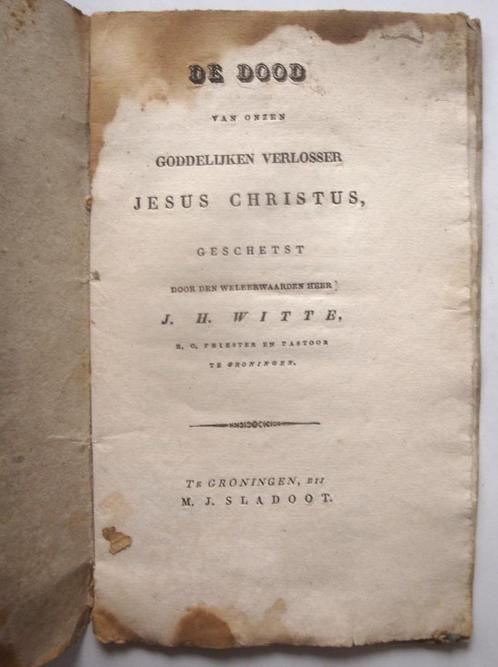 DE DOOD
VAN ONZEN
GODDELIJKEN VERLOSSER
JESUS CHRISTUS,
GESCHETST
DOOR DEN WELEERWAARDEN HEER
J. H. WITTE,
R. C. PRIESTER EN PASTOOR
TE GRONINGEN.
TE GRONINGEN, BIJ
M. J. SLADOOT.